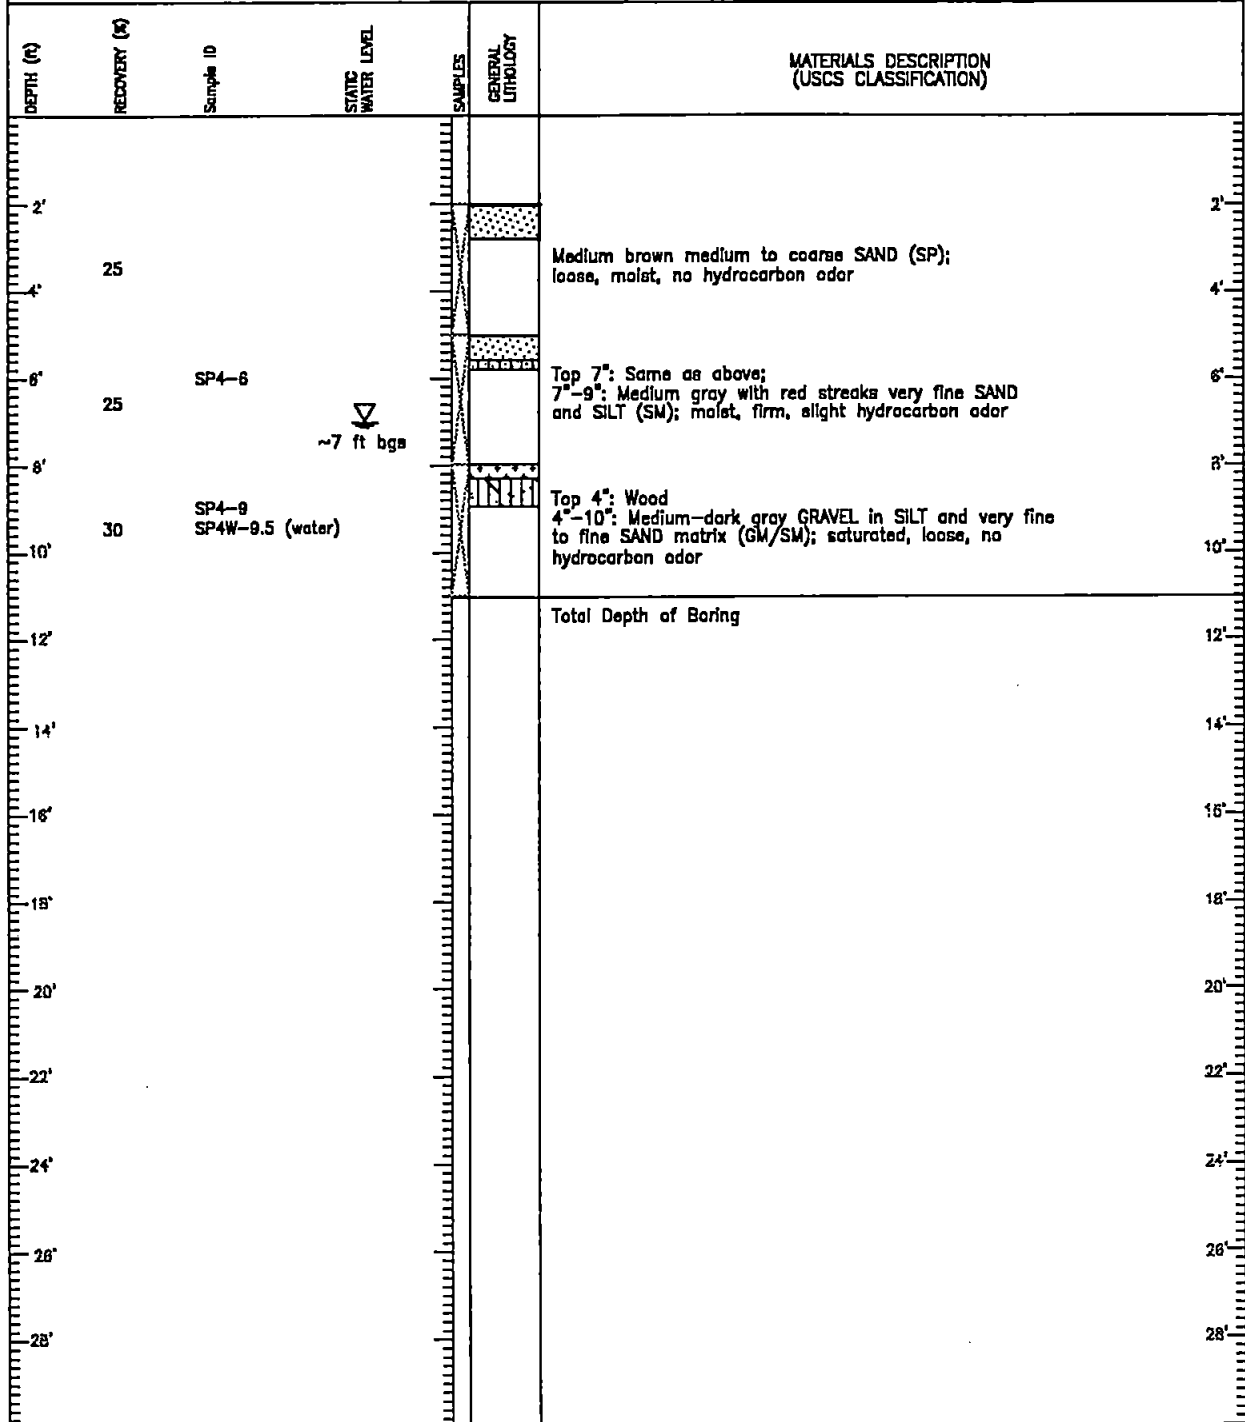 DEPTH (ft)
RECOVERY (%)
Sample ID
STATIC
WATER LEVEL
SAMPLES
GENERAL
LITHOLOGY
MATERIALS DESCRIPTION
(USCS CLASSIFICATION)
2'
2'
Medium brown medium to coarse SAND (SP);
25
loose, moist, no hydrocarbon odor
4'
4'
6'
SP4-6
Top 7": Same as above;
6'
25
7"-9": Medium gray with red streaks very fine SAND
and SILT (SM); moist, firm, slight hydrocarbon odor
~7 ft bgs
8'
8'
Top 4": Wood
SP4-9
4"-10": Medium-dark gray GRAVEL in SILT and very fine
30
SP4W-9.5 (water)
to fine SAND matrix (GM/SM); saturated, loose, no
10'
10'
hydrocarbon odor
Total Depth of Boring
12'
12'
14'
14'
16'
16'
18'
18'
20'
20'
22'
22'
24'
24'
26'
26'
28'
28'